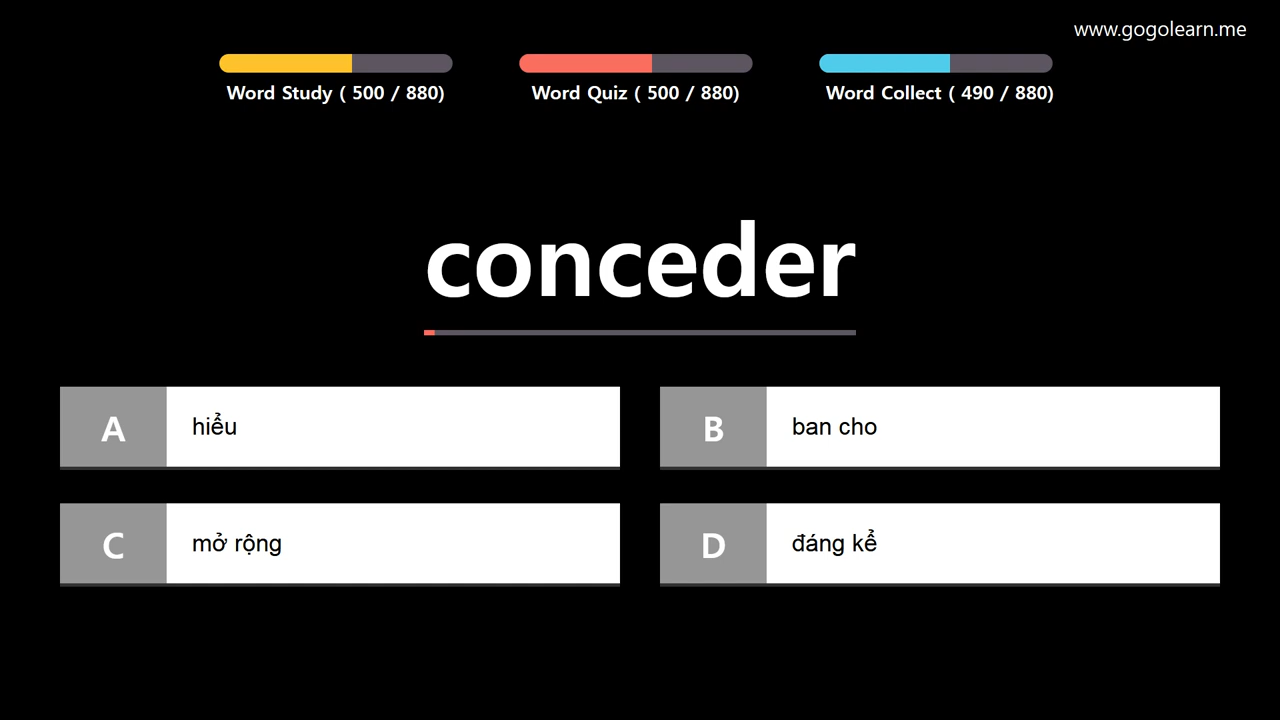 www.gogolearn.me
Word Study ( 500 / 880)
Word Quiz ( 500 / 880)
Word Collect ( 490 / 880)
conceder
A hiểu
B ban cho
C mở rộng
D đáng kể